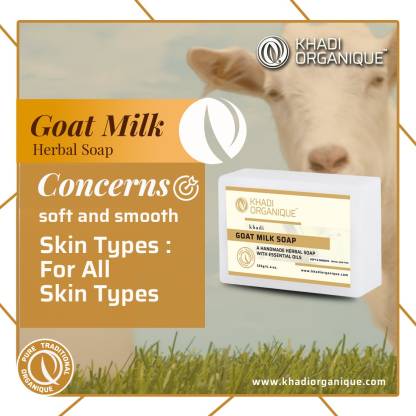 KHADI
ORGANIQUE™
Goat Milk
Herbal Soap
Concerns
soft and smooth
Skin Types :
For All
Skin Types
KHADI
ORGANIQUE
khadi
GOAT MILK SOAP
A HANDMADE HERBAL SOAP
WITH ESSENTIAL OILS
www.khadiorganique.com
PURE TRADITIONAL
ORGANIQUE
www.khadiorganique.com